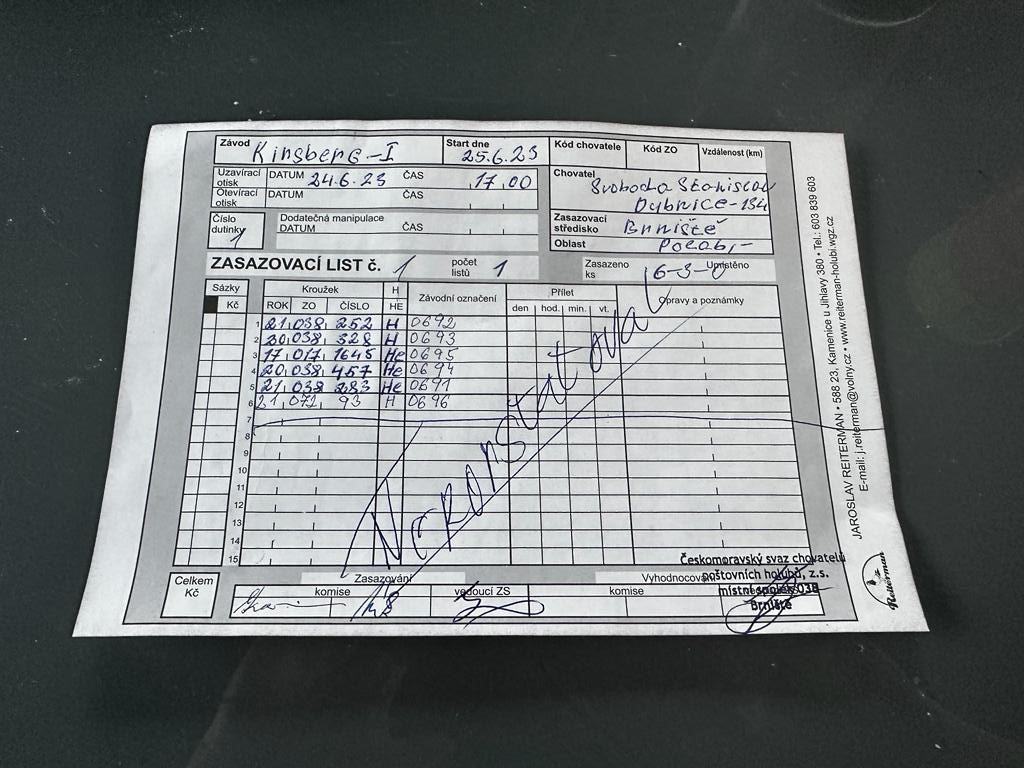 Závod Kinsberg-I Start dne 25.6.23 Kód chovatele Kód ZO Vzdálenost (km)
Uzavírací otisk DATUM 24.6.23 ČAS 17,00
Otevírací otisk DATUM ČAS
Chovatel Svoboda Stanislav
Dubnice-134
Číslo dutinky 1 Dodatečná manipulace DATUM ČAS
Zasazovací středisko Brniště
Oblast Polabí-
ZASAZOVACÍ LIST č. 1 počet listů 1 Zasazeno ks 6-3-0 Umístěno
Sázky Kroužek H Závodní označení Přílet Opravy a poznámky
Kč ROK ZO ČÍSLO HE den hod. min. vt.
1 21,038, 252 H 0692
2 20,038, 328 H 0693
3 17,017, 1645 He 0695
4 20,038, 457 He 0694
5 21,038, 283 He 0691
6 21,072, 93 H 0696
7
8
9
10
11
12
13
14
15
Nekonstatoval
Celkem Kč Zasazování Vyhodnocování
komise vedoucí ZS komise
Českomoravský svaz chovatelů
poštovních holubů, z.s.
místní spolek 038
Brniště
JAROSLAV REITERMAN • 588 23, Kamenice u Jihlavy 380 • Tel.: 603 839 603
E-mail: j.reiterman@volny.cz • www.reiterman-holubi.wgz.cz
Reiterman